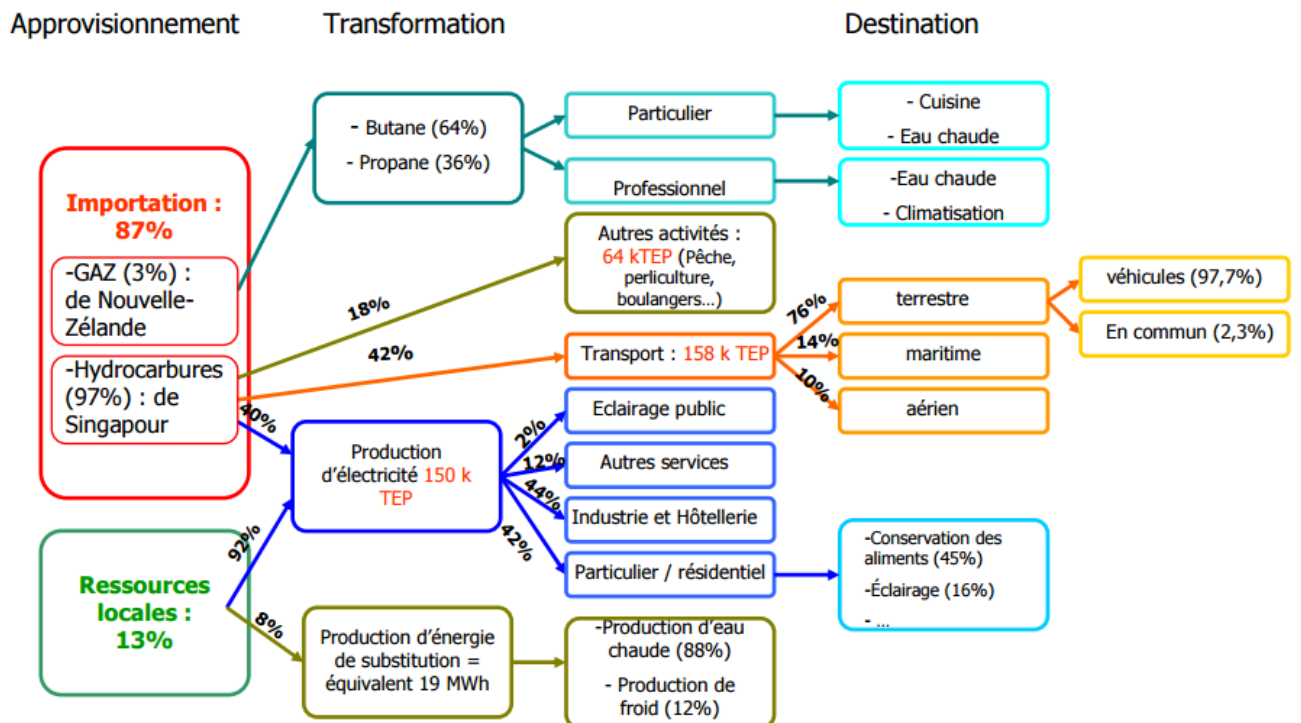 Approvisionnement
Transformation
Destination
Importation :
87%
-GAZ (3%) :
de Nouvelle-
Zélande
-Hydrocarbures
(97%) : de
Singapour
Ressources
locales :
13%
18%
42%
40%
92%
8%
- Butane (64%)
- Propane (36%)
Production
d'électricité 150 k
TEP
Production d'énergie
de substitution =
équivalent 19 MWh
2%
12%
44%
42%
Particulier
Professionnel
Autres activités :
64 kTEP (Pêche,
perliculture,
boulangers...)
Transport : 158 k TEP
Eclairage public
Autres services
Industrie et Hôtellerie
Particulier / résidentiel
-Production d'eau
chaude (88%)
- Production de
froid (12%)
76%
14%
10%
- Cuisine
- Eau chaude
-Eau chaude
- Climatisation
terrestre
maritime
aérien
-Conservation des
aliments (45%)
-Éclairage (16%)
- ...
véhicules (97,7%)
En commun (2,3%)